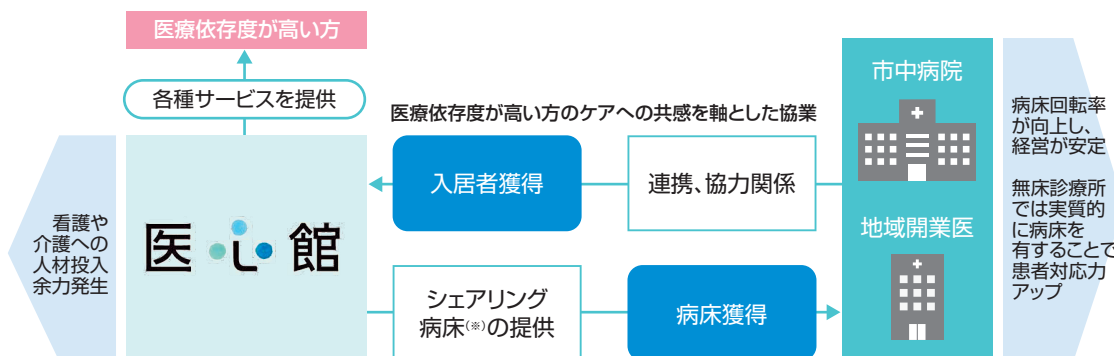 医療依存度が高い方
各種サービスを提供
医療依存度が高い方のケアへの共感を軸とした協業
看護や
介護への
人材投入
余力発生
医心館
入居者獲得
連携、協力関係
シェアリング
病床(※)の提供
病床獲得
市中病院
地域開業医
病床回転率
が向上し、
経営が安定
無床診療所
では実質的
に病床を
有することで
患者対応力
アップ